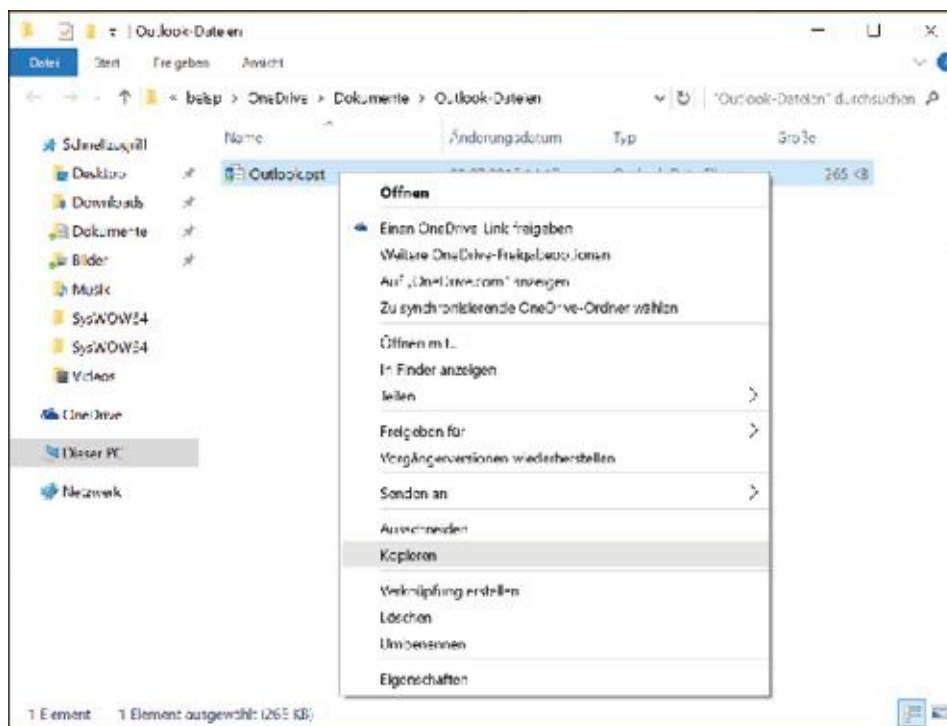 Outlook-Dateien
Datei Start Freigeben Ansicht
« beisp > OneDrive > Dokumente > Outlook-Dateien "Outlook-Dateien" durchsuchen
Name Änderungsdatum Typ Größe
Schnellzugriff
Outlook.pst 265 KB
Desktop
Downloads
Dokumente
Bilder
Musik
SysWOW64
SysWOW64
Videos
OneDrive
Dieser PC
Netzwerk
Öffnen
Einen OneDrive-Link freigeben
Weitere OneDrive-Freigabeoptionen
Auf „OneDrive.com" anzeigen
Zu synchronisierende OneDrive-Ordner wählen
Öffnen mit...
In Finder anzeigen
Teilen
Freigeben für
Vorgängerversionen wiederherstellen
Senden an
Ausschneiden
Kopieren
Verknüpfung erstellen
Löschen
Umbenennen
Eigenschaften
1 Element 1 Element ausgewählt (265 KB)